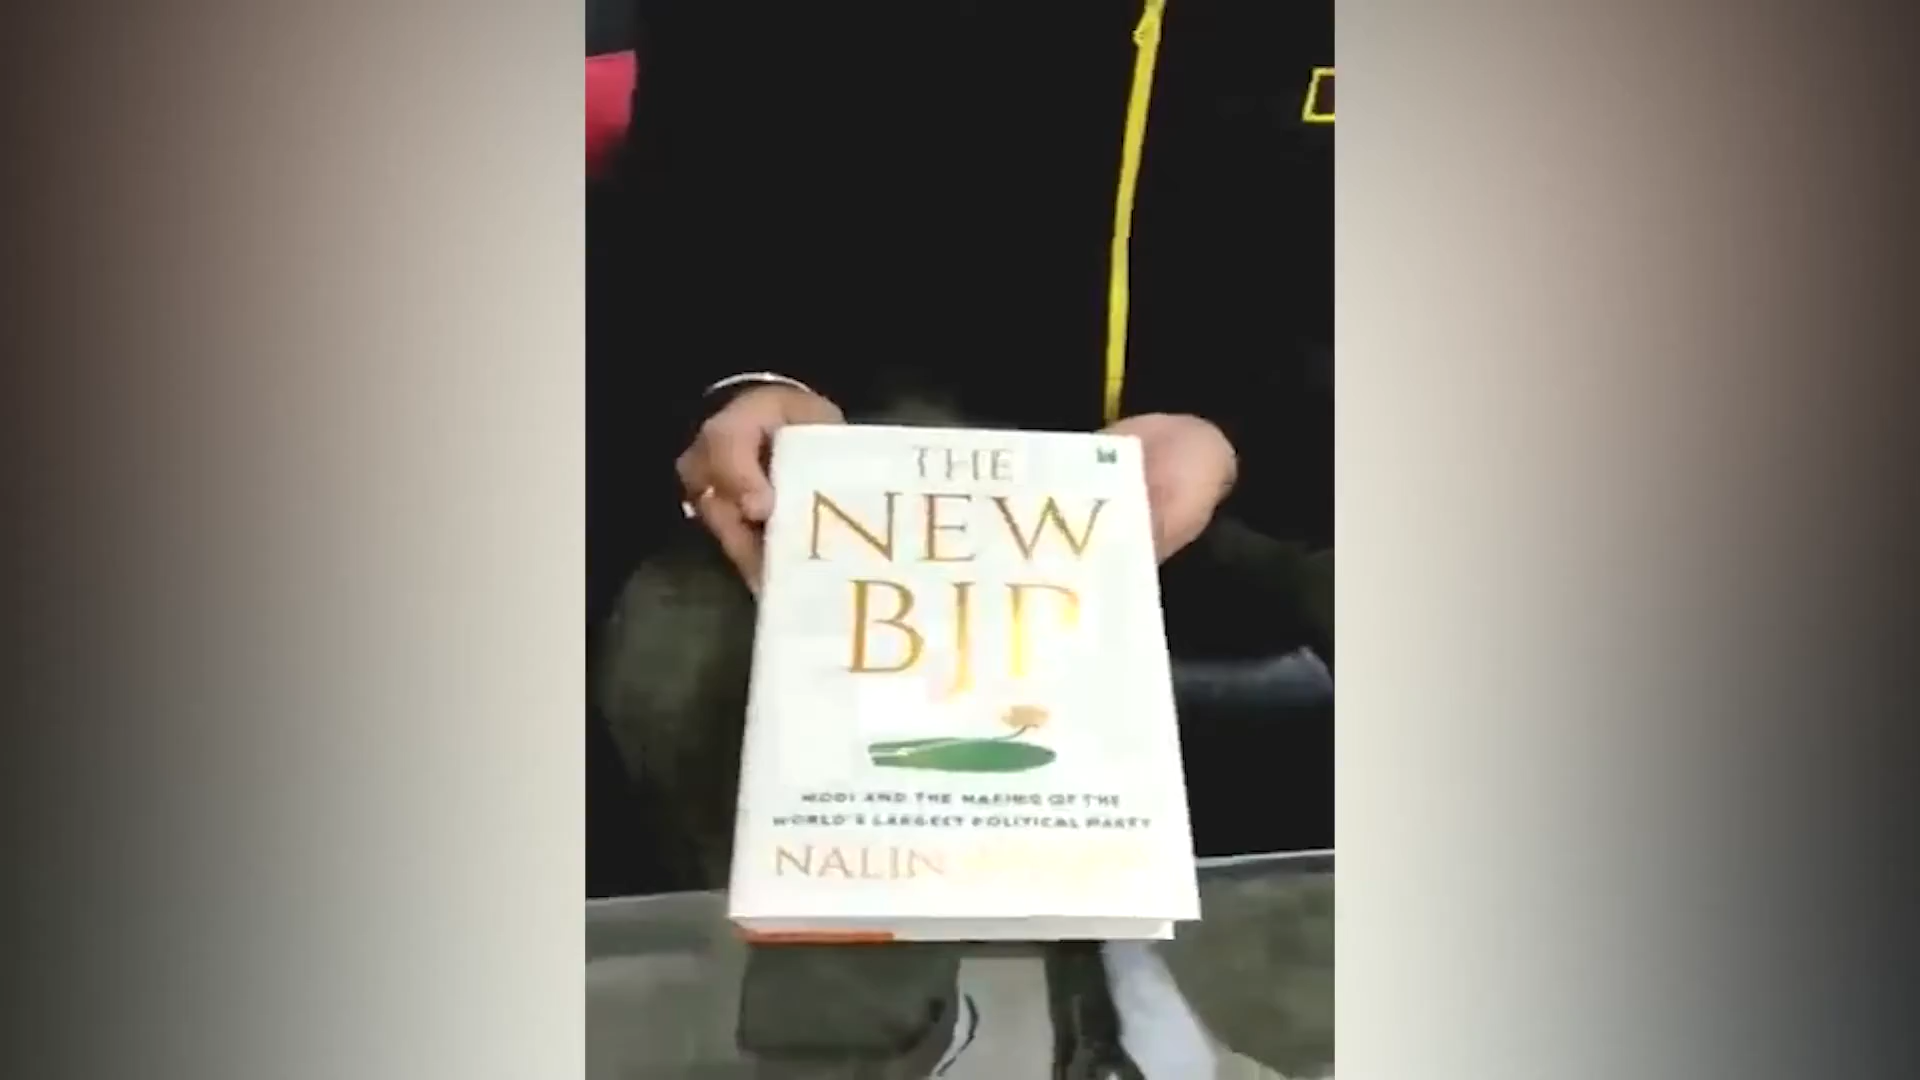 THE
NEW
BJP
MODI AND THE MAKING OF THE
WORLD'S LARGEST POLITICAL PARTY
NALIN